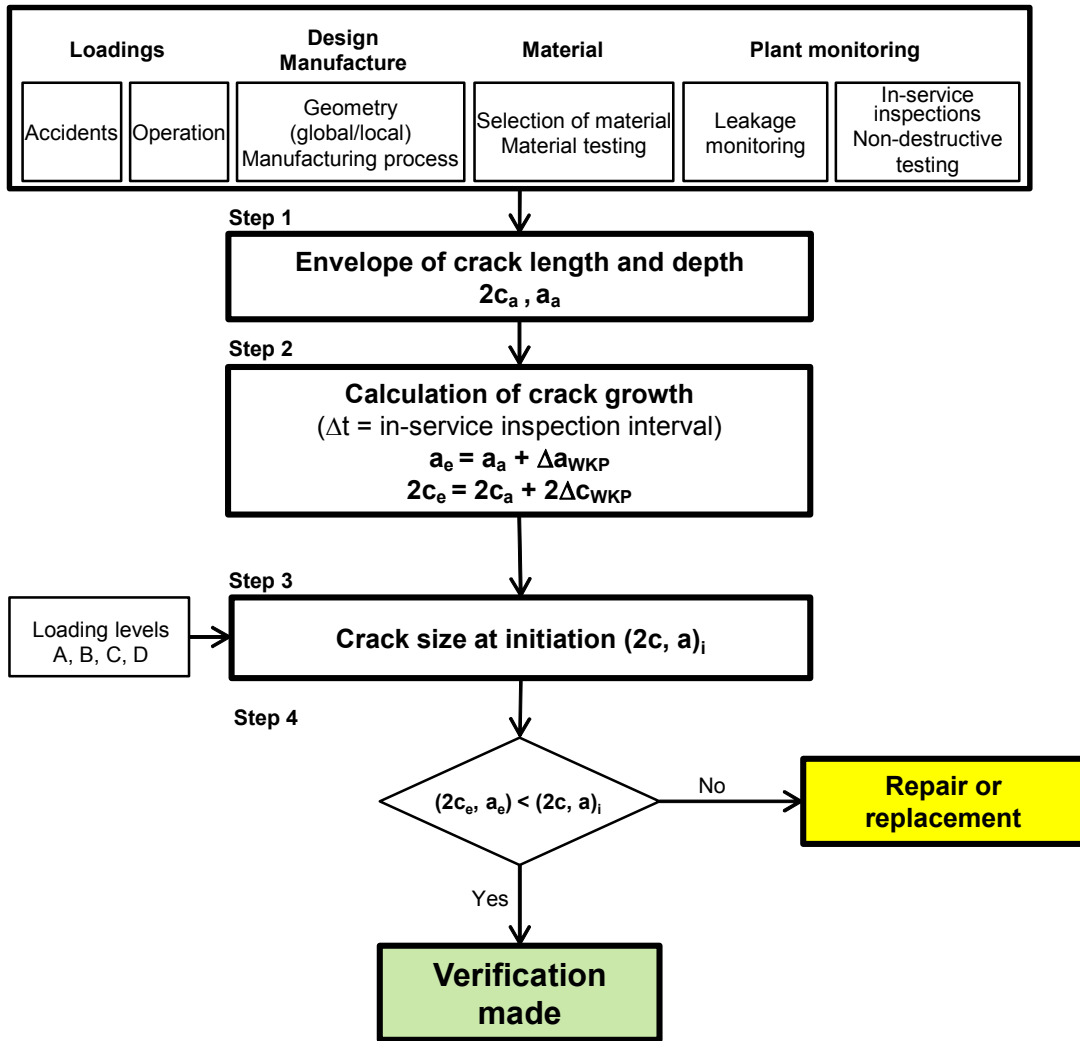 Loadings
Design
Manufacture
Material
Plant monitoring
Accidents
Operation
Geometry
(global/local)
Manufacturing process
Selection of material
Material testing
Leakage
monitoring
In-service
inspections
Non-destructive
testing
Step 1
Envelope of crack length and depth
2cₐ , aₐ
Step 2
Calculation of crack growth
(Δt = in-service inspection interval)
aₑ = aₐ + Δa_WKP
2cₑ = 2cₐ + 2Δc_WKP
Step 3
Loading levels
A, B, C, D
Crack size at initiation (2c, a)ᵢ
Step 4
(2cₑ, aₑ) < (2c, a)ᵢ
No
Repair or
replacement
Yes
Verification
made